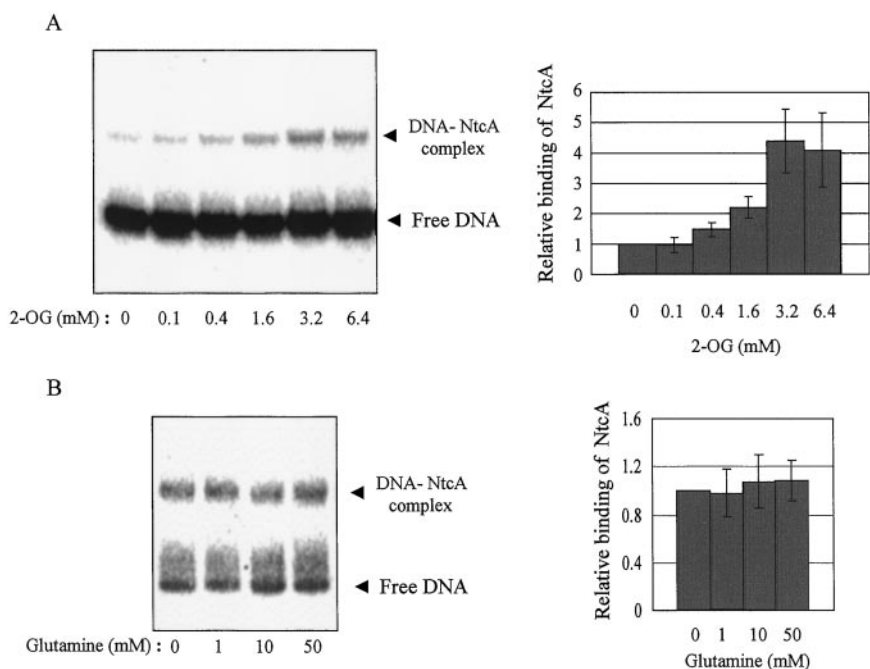 A
DNA- NtcA
complex
Free DNA
2-OG (mM) : 0 0.1 0.4 1.6 3.2 6.4
Relative binding of NtcA
6
5
4
3
2
1
0
0 0.1 0.4 1.6 3.2 6.4
2-OG (mM)
B
DNA- NtcA
complex
Free DNA
Glutamine (mM) : 0 1 10 50
Relative binding of NtcA
1.6
1.2
0.8
0.4
0
0 1 10 50
Glutamine (mM)